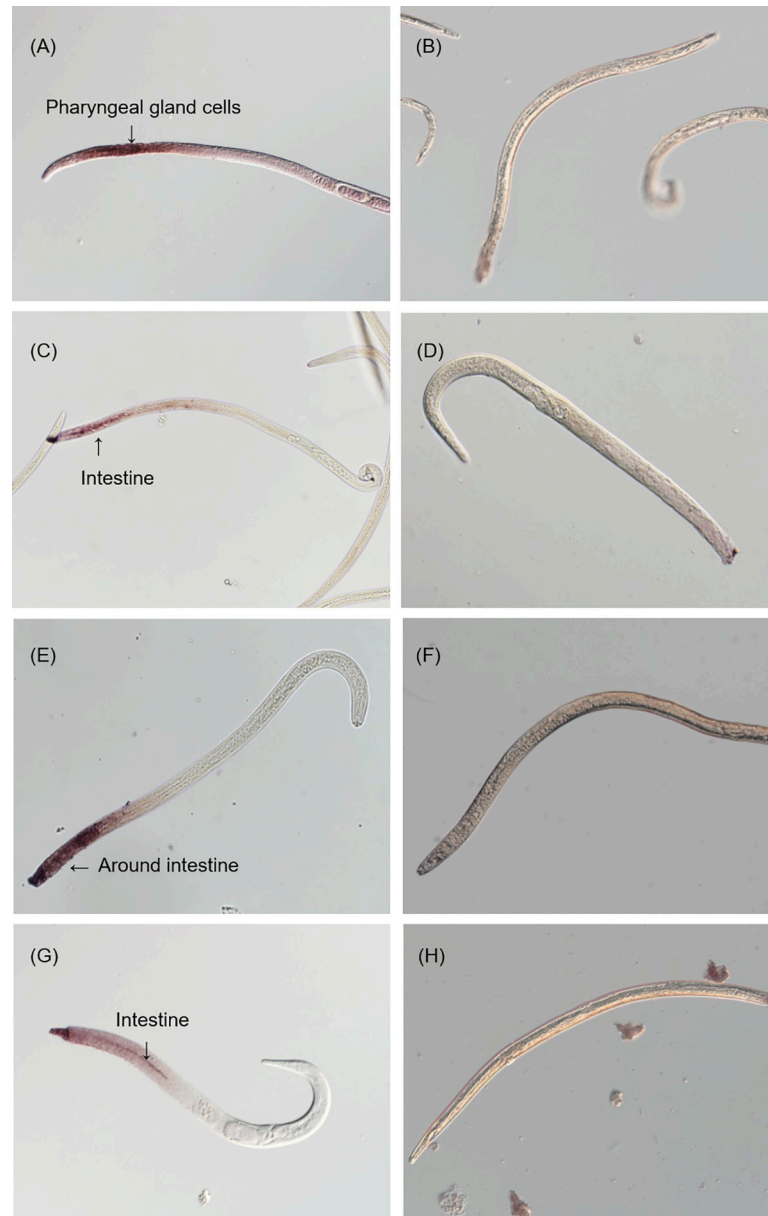 (A)
Pharyngeal gland cells
↓
(B)
(C)
↑
Intestine
(D)
(E)
← Around intestine
(F)
(G)
Intestine
↓
(H)